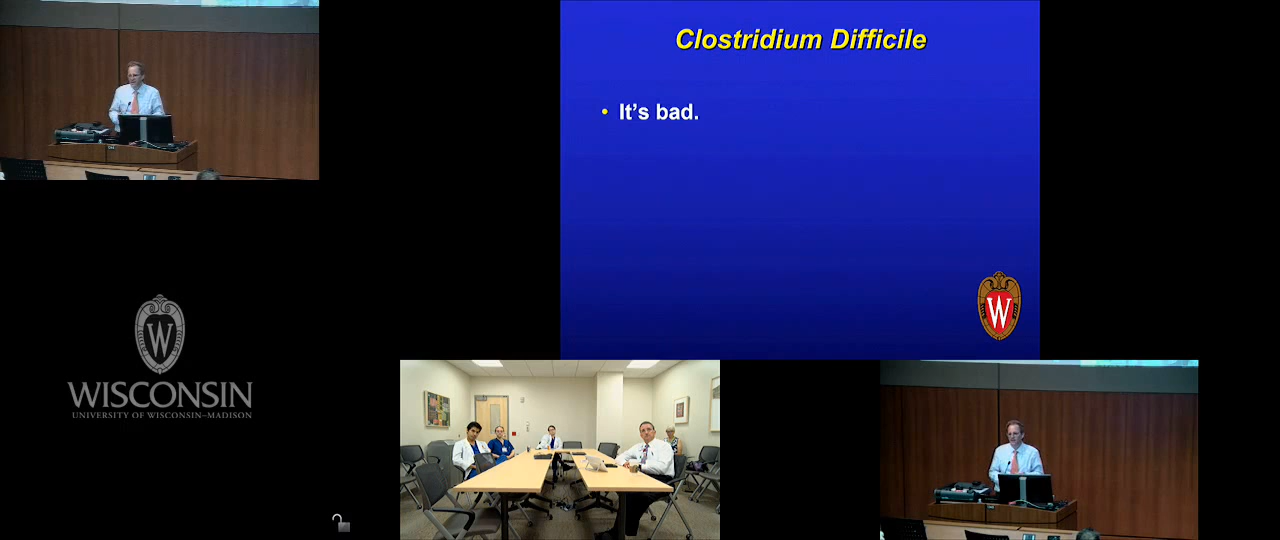 Clostridium Difficile
• It's bad.
W
W
WISCONSIN
UNIVERSITY OF WISCONSIN–MADISON